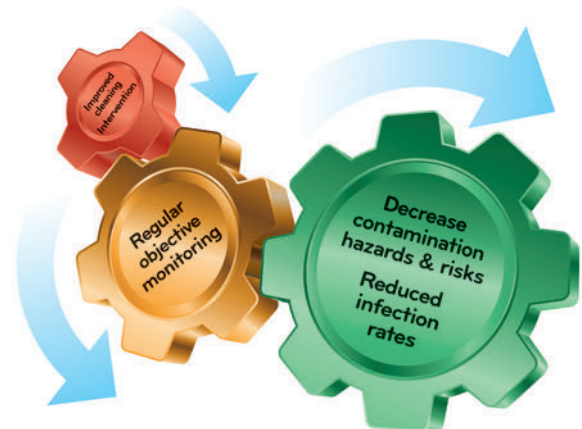 Improved
cleaning
Intervention
Regular
objective
monitoring
Decrease
contamination
hazards & risks
Reduced
infection
rates